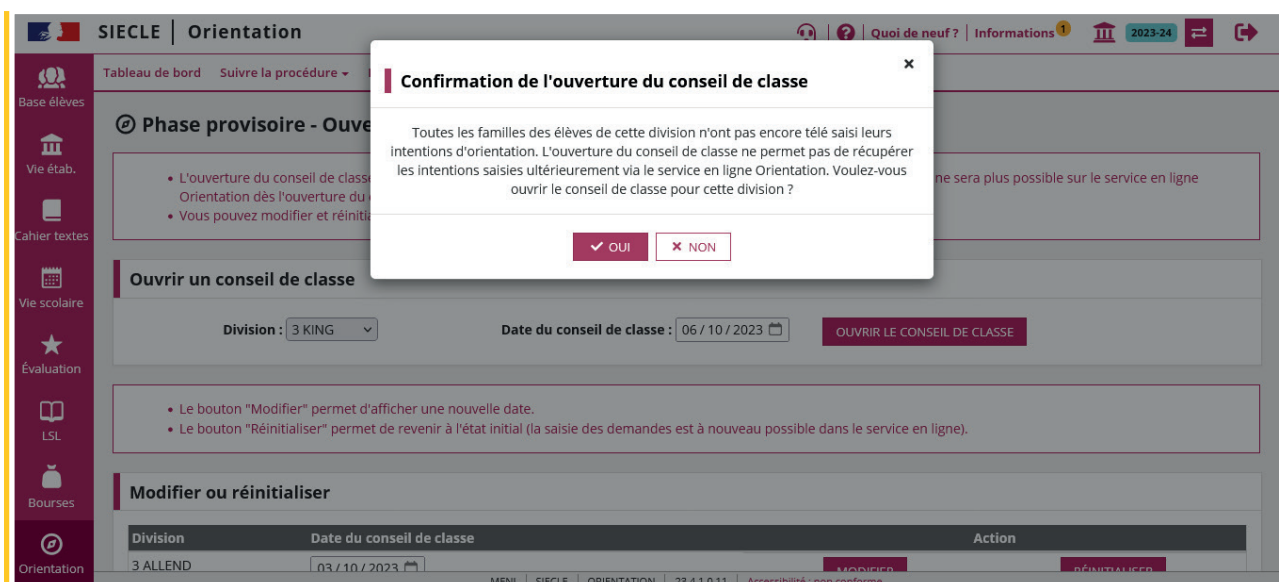 SIECLE | Orientation
Quoi de neuf ? | Informations 1
2023-24
Tableau de bord Suivre la procédure
Base élèves
Vie étab.
Cahier textes
Vie scolaire
Évaluation
LSL
Bourses
Orientation
Confirmation de l'ouverture du conseil de classe
Toutes les familles des élèves de cette division n'ont pas encore télé saisi leurs
intentions d'orientation. L'ouverture du conseil de classe ne permet pas de récupérer
les intentions saisies ultérieurement via le service en ligne Orientation. Voulez-vous
ouvrir le conseil de classe pour cette division ?
OUI
NON
Phase provisoire - Ouve
• L'ouverture du conseil de classe ne sera plus possible sur le service en ligne
Orientation dès l'ouverture du
• Vous pouvez modifier et réinitia
Ouvrir un conseil de classe
Division : 3 KING Date du conseil de classe : 06 / 10 / 2023 OUVRIR LE CONSEIL DE CLASSE
• Le bouton "Modifier" permet d'afficher une nouvelle date.
• Le bouton "Réinitialiser" permet de revenir à l'état initial (la saisie des demandes est à nouveau possible dans le service en ligne).
Modifier ou réinitialiser
Division Date du conseil de classe Action
3 ALLEND 03 / 10 / 2023 MODIFIER RÉINITIALISER
MENJ | SIECLE | ORIENTATION | 23.4.1.0.11 | Accessibilité : non conforme